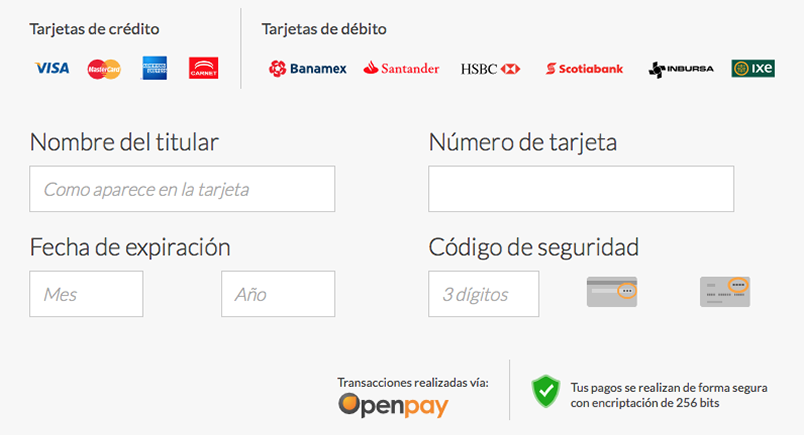 Tarjetas de crédito
Tarjetas de débito
VISA MasterCard AMERICAN EXPRESS CARNET
Banamex Santander HSBC Scotiabank INBURSA iXe
Nombre del titular
Número de tarjeta
Como aparece en la tarjeta
Fecha de expiración
Código de seguridad
Mes
Año
3 dígitos
Transacciones realizadas vía:
Openpay
Tus pagos se realizan de forma segura
con encriptación de 256 bits